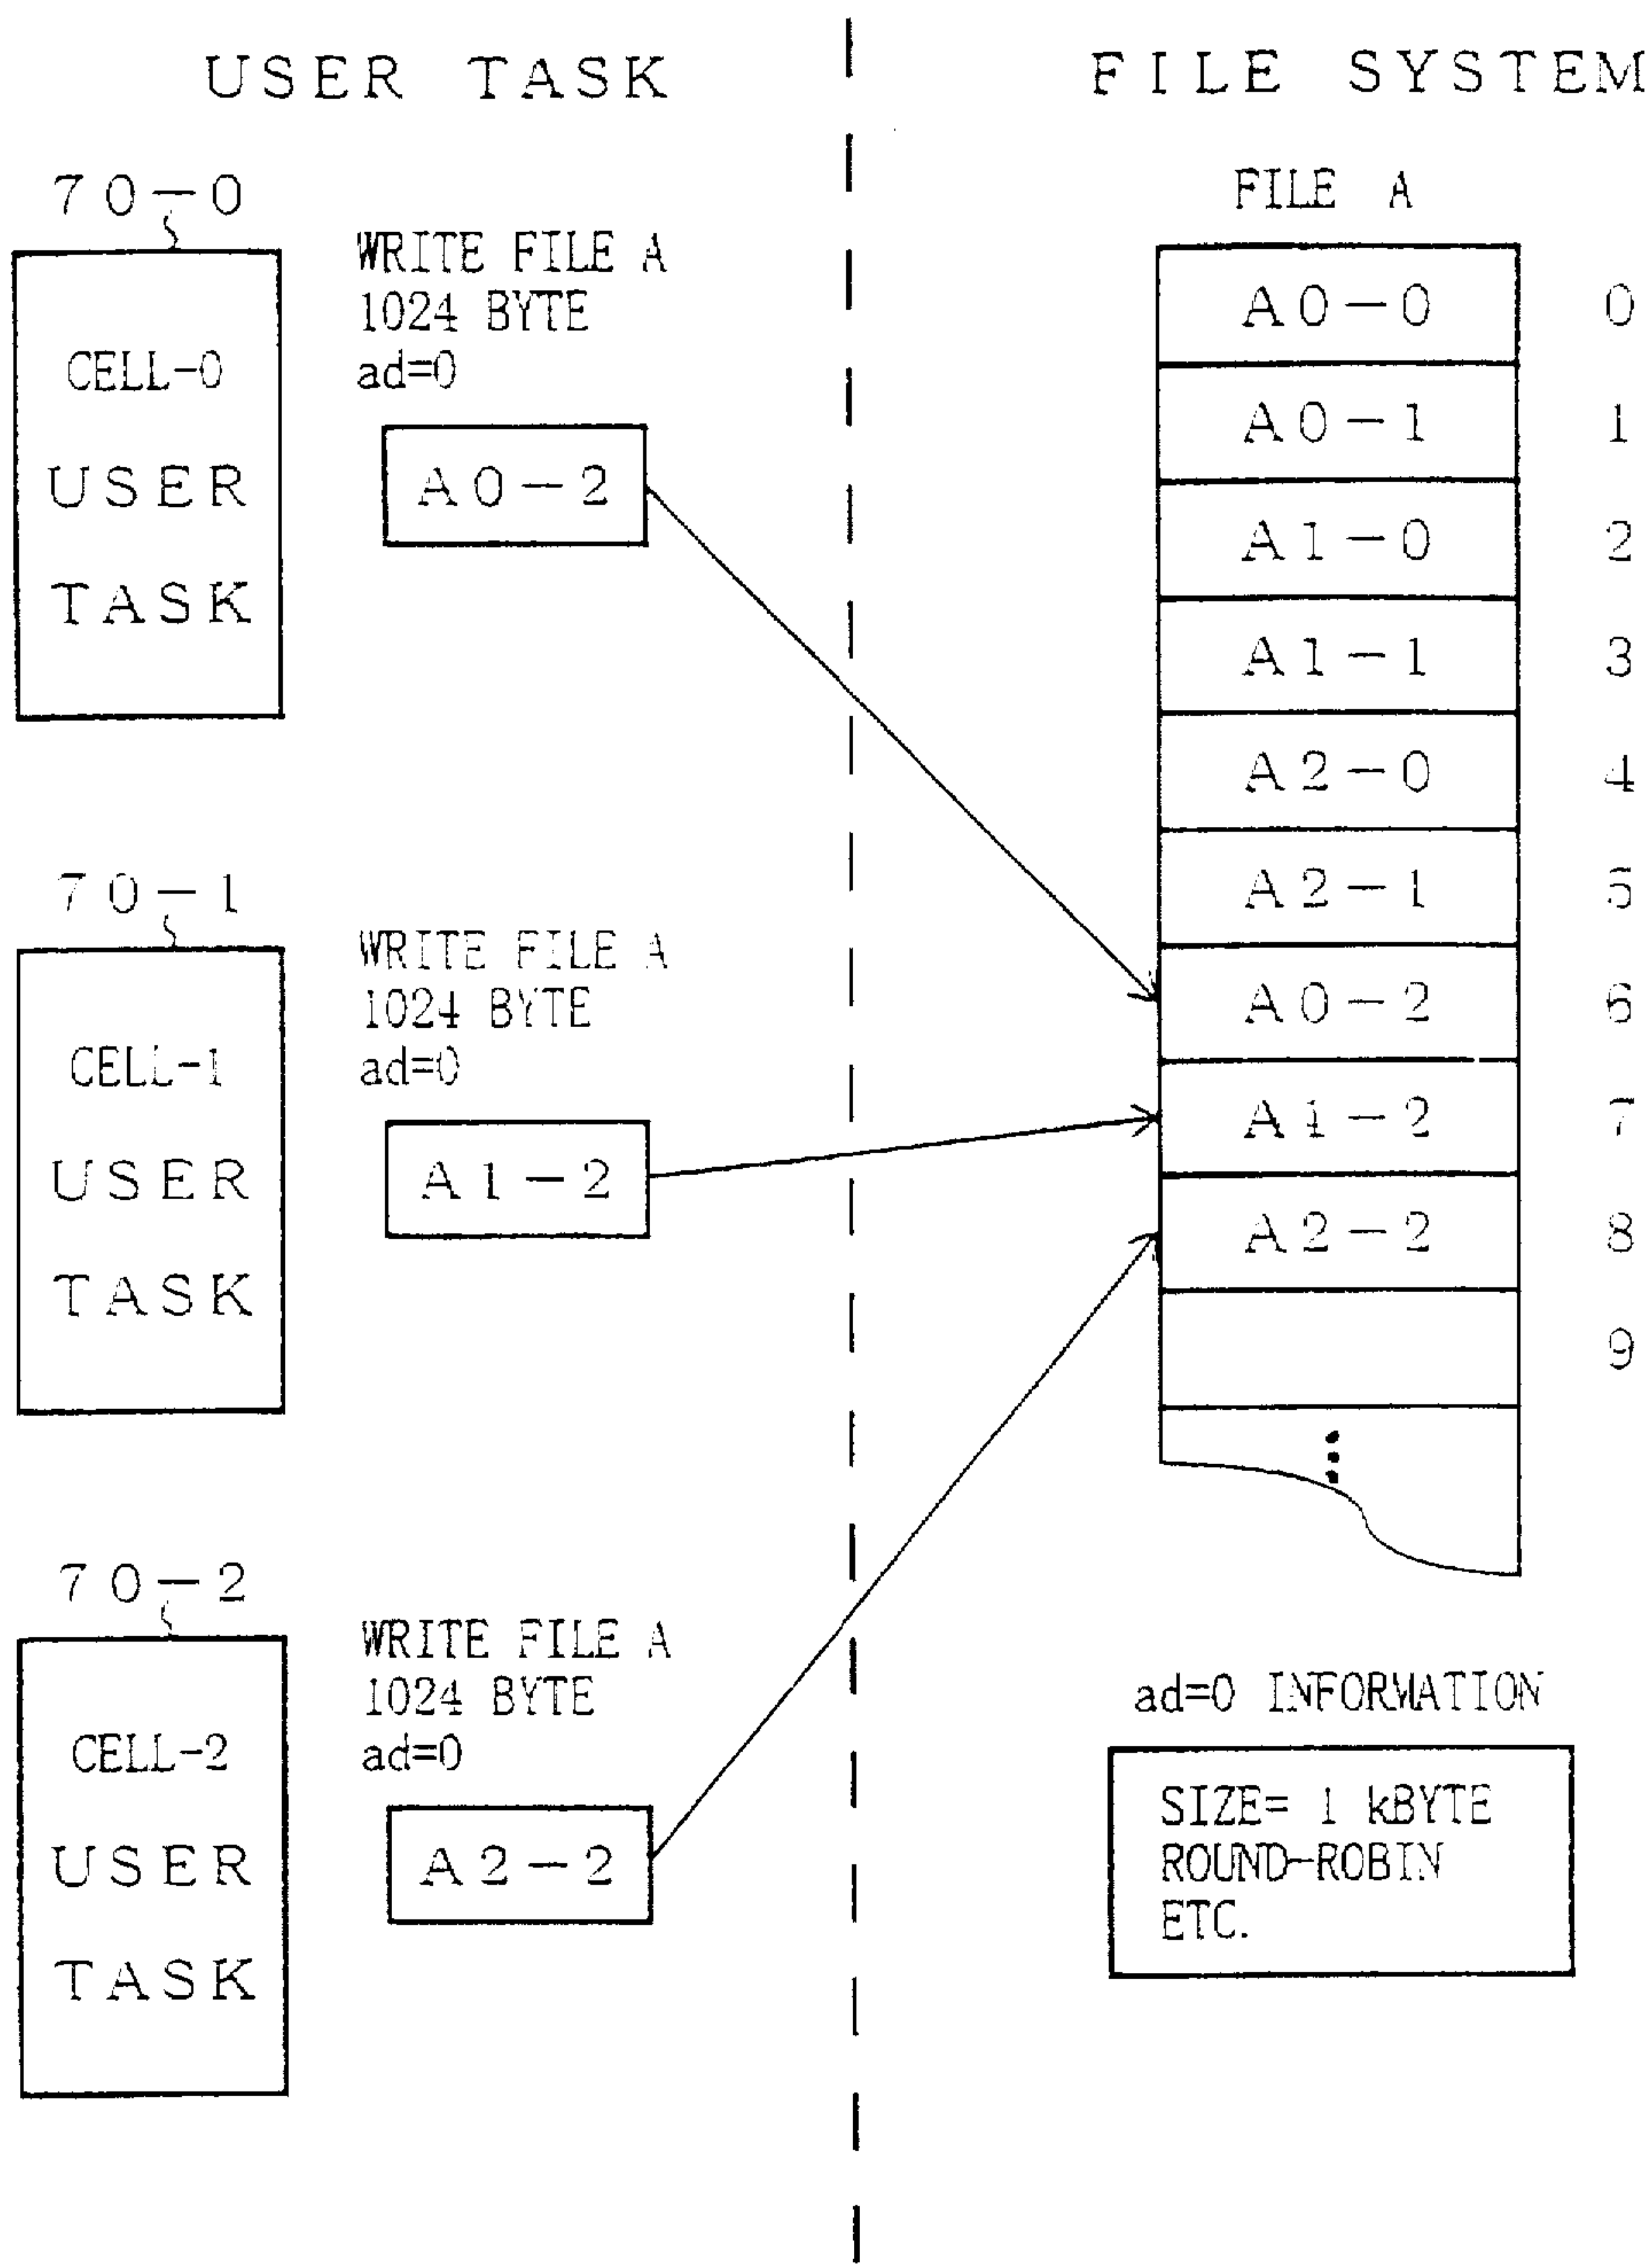 USER TASK
FILE SYSTEM
70-0
CELL-0
USER
TASK
WRITE FILE A
1024 BYTE
ad=0
A0-2
70-1
CELL-1
USER
TASK
WRITE FILE A
1024 BYTE
ad=0
A1-2
70-2
CELL-2
USER
TASK
WRITE FILE A
1024 BYTE
ad=0
A2-2
FILE A
A0-0 0
A0-1 1
A1-0 2
A1-1 3
A2-0 4
A2-1 5
A0-2 6
A1-2 7
A2-2 8
9
ad=0 INFORMATION
SIZE= 1 kBYTE
ROUND-ROBIN
ETC.